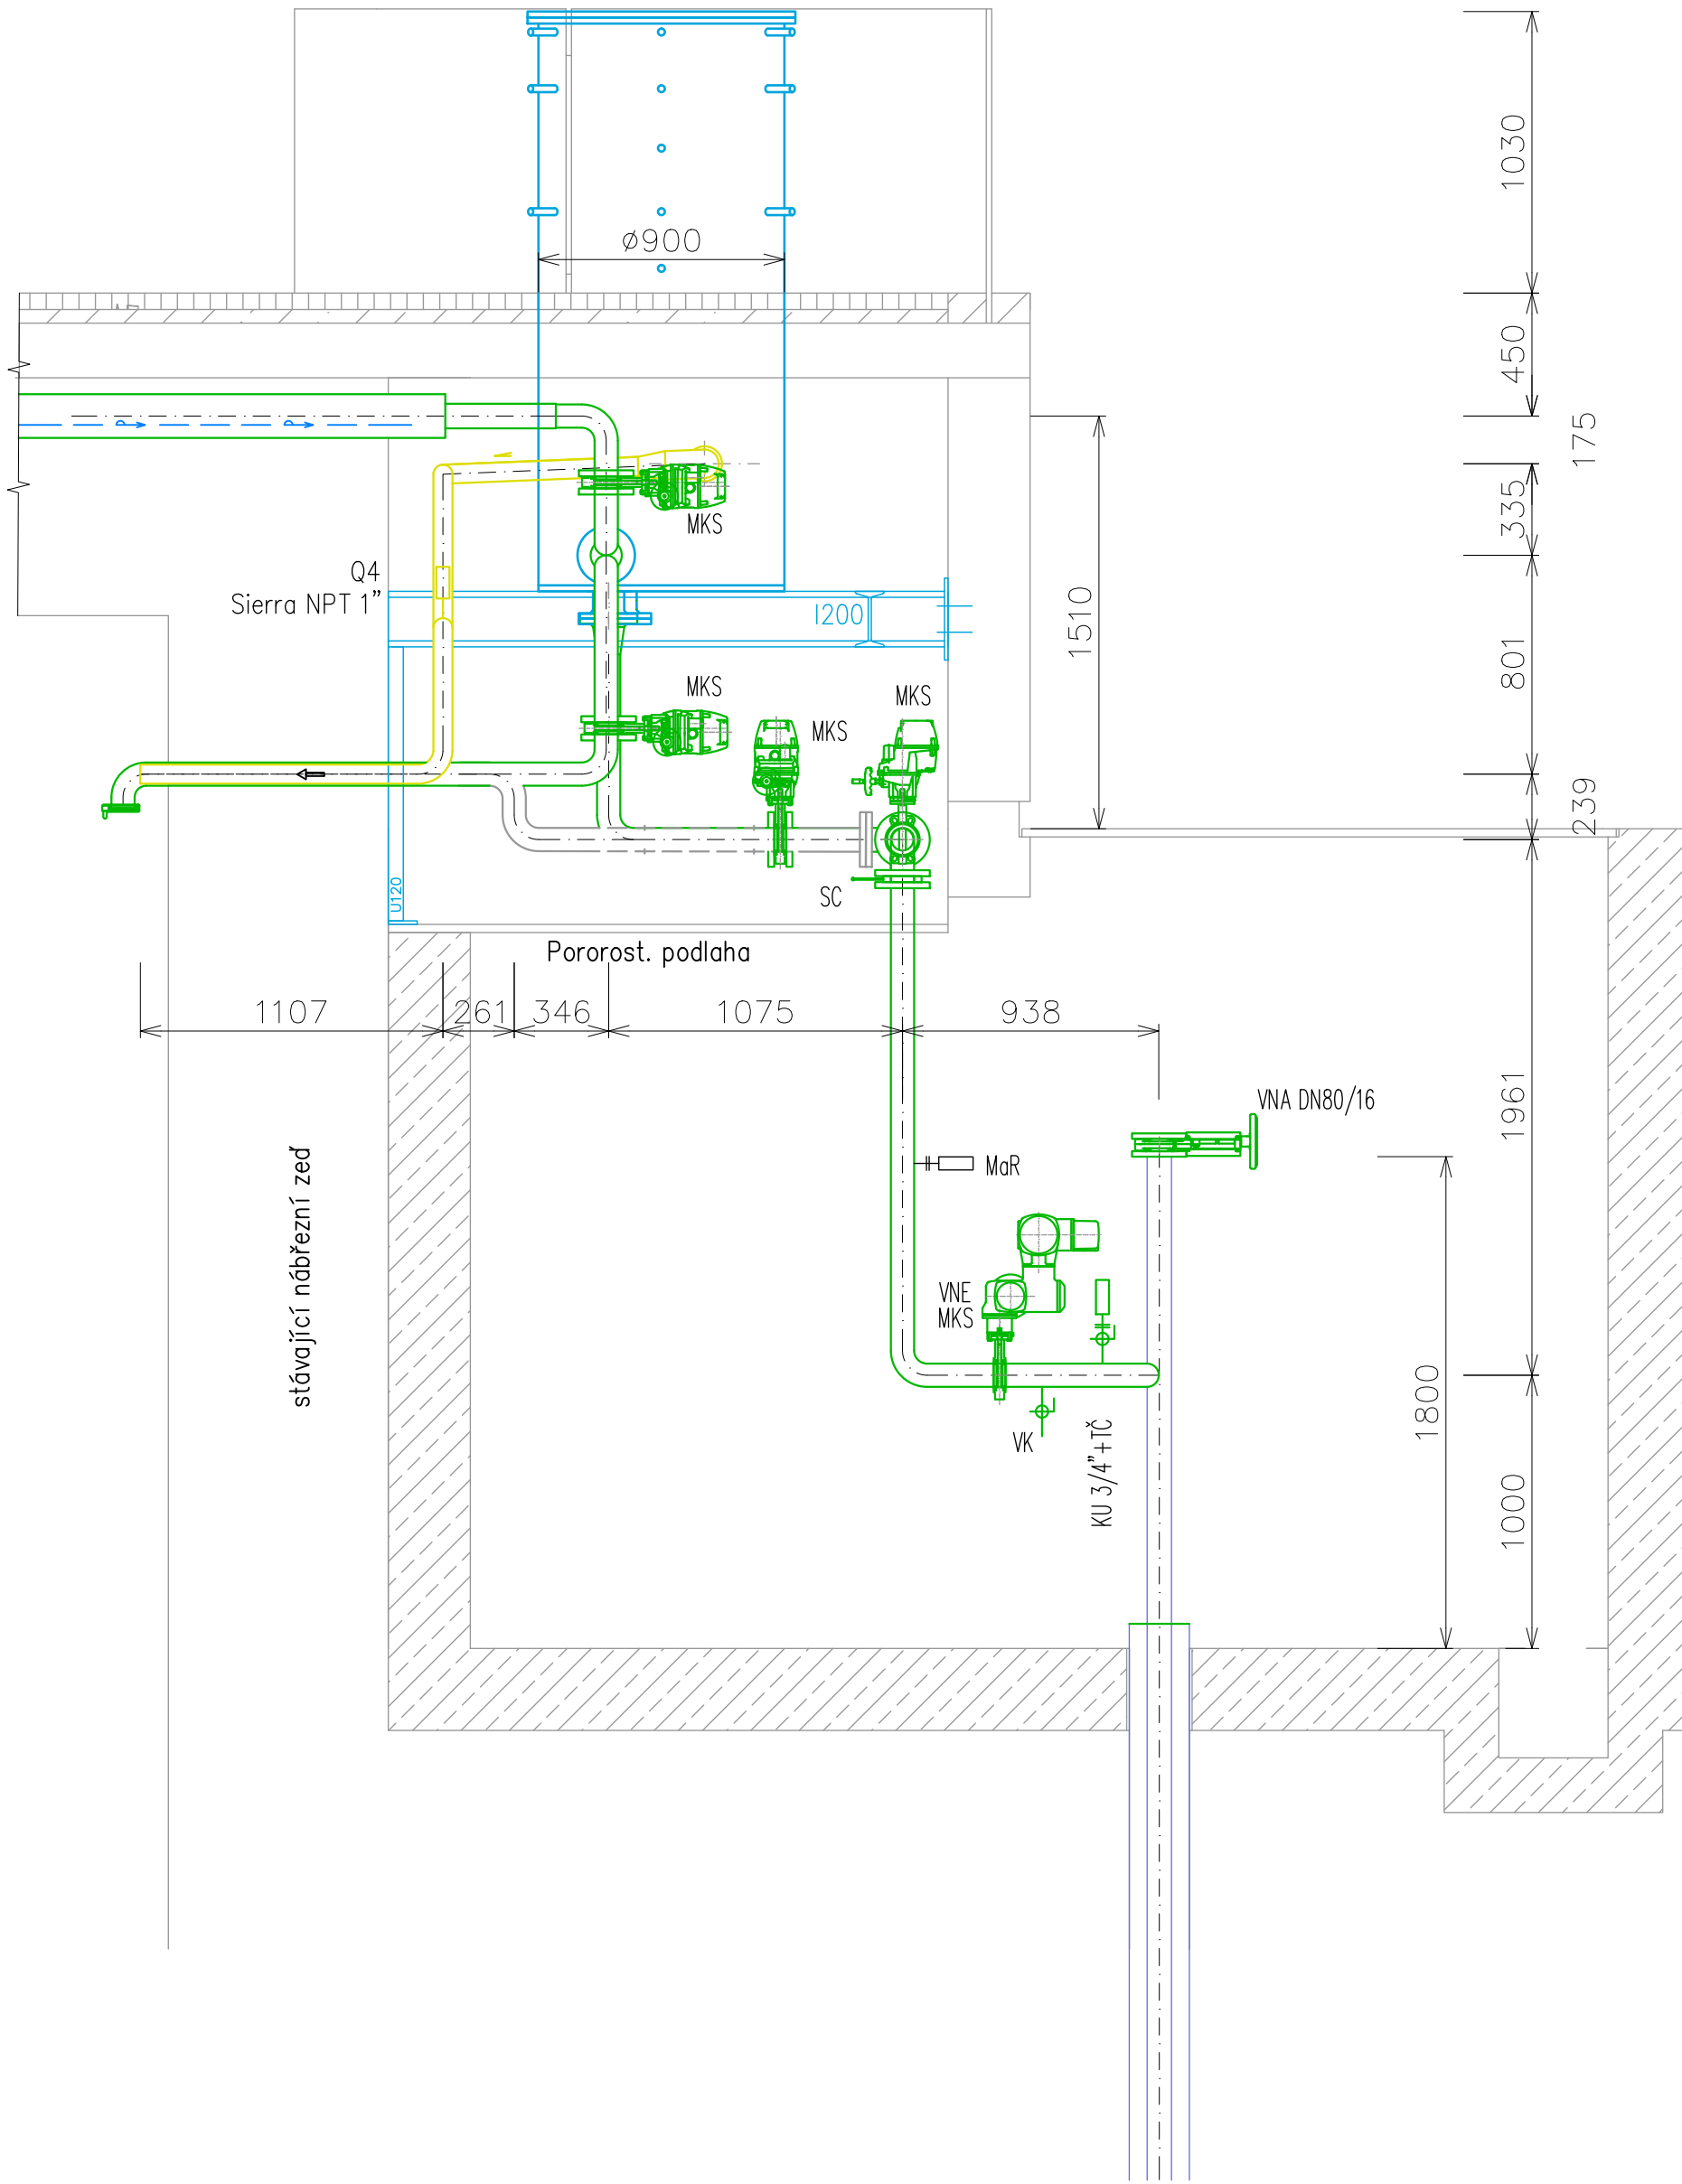 1030
ø900
450
175
P
P
335
MKS
Q4
Sierra NPT 1"
I200
1510
801
MKS
MKS
MKS
239
U120
SC
Pororost. podlaha
1107
261
346
1075
938
1961
VNA DN80/16
stávající nábřežní zeď
MaR
VNE
MKS
1800
VK
KU 3/4"+TČ
1000